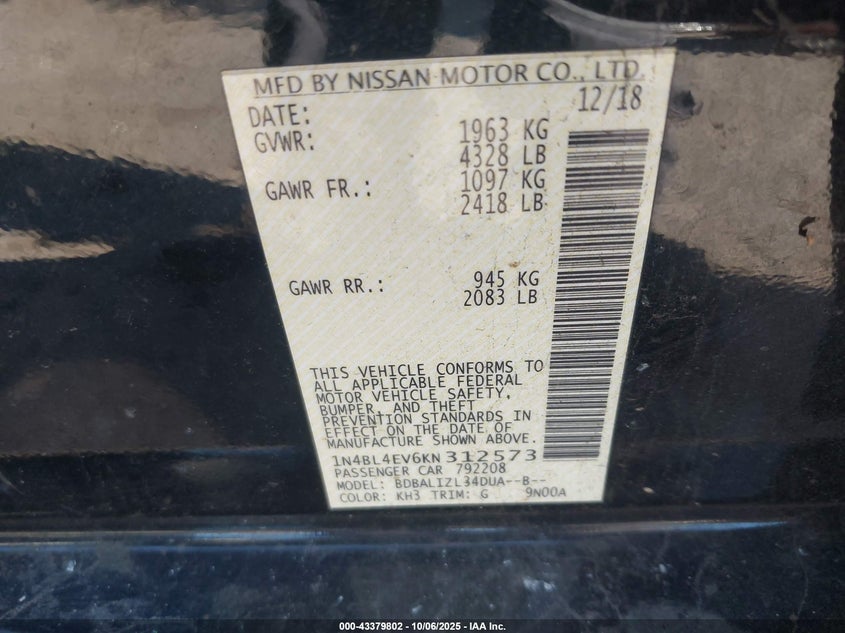 MFD BY NISSAN MOTOR CO., LTD.
DATE: 12/18
GVWR: 1963 KG
4328 LB
GAWR FR.: 1097 KG
2418 LB
GAWR RR.: 945 KG
2083 LB
THIS VEHICLE CONFORMS TO
ALL APPLICABLE FEDERAL
MOTOR VEHICLE SAFETY,
BUMPER, AND THEFT
PREVENTION STANDARDS IN
EFFECT ON THE DATE OF
MANUFACTURE SHOWN ABOVE.
1N4BL4EV6KN312573
PASSENGER CAR 792208
MODEL: BDBALIZL34DUA--B--
COLOR: KH3 TRIM: G 9N00A
000-43379802 - 10/06/2025 - IAA Inc.